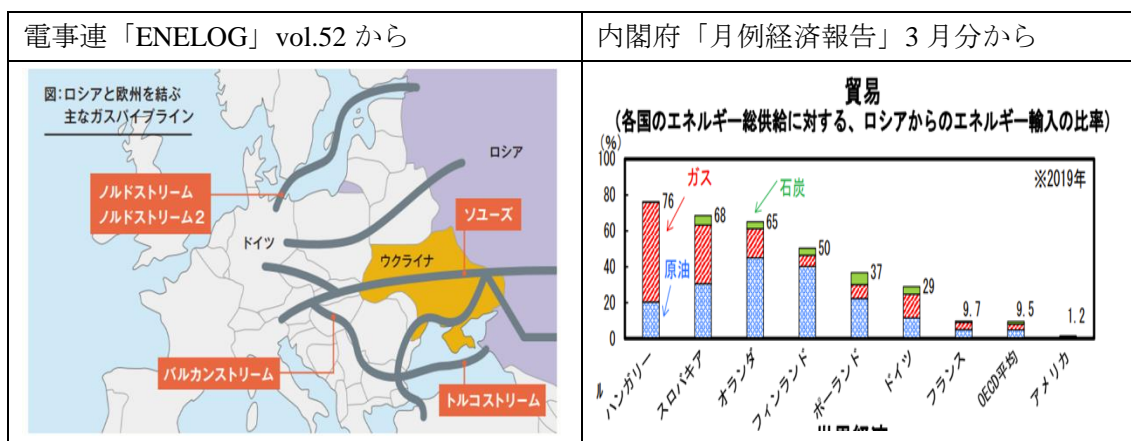 電事連「ENELOG」vol.52 から
内閣府「月例経済報告」3 月分から
図:ロシアと欧州を結ぶ
主なガスパイプライン
ロシア
ノルドストリーム
ノルドストリーム2
ソユーズ
ドイツ
ウクライナ
バルカンストリーム
トルコストリーム
貿易
(各国のエネルギー総供給に対する、ロシアからのエネルギー輸入の比率)
(%)
※2019年
100
80
60
40
20
0
ガス
石炭
原油
76
68
65
50
37
29
9.7
9.5
1.2
ハンガリー
スロバキア
オランダ
フィンランド
ポーランド
ドイツ
フランス
OECD平均
アメリカ